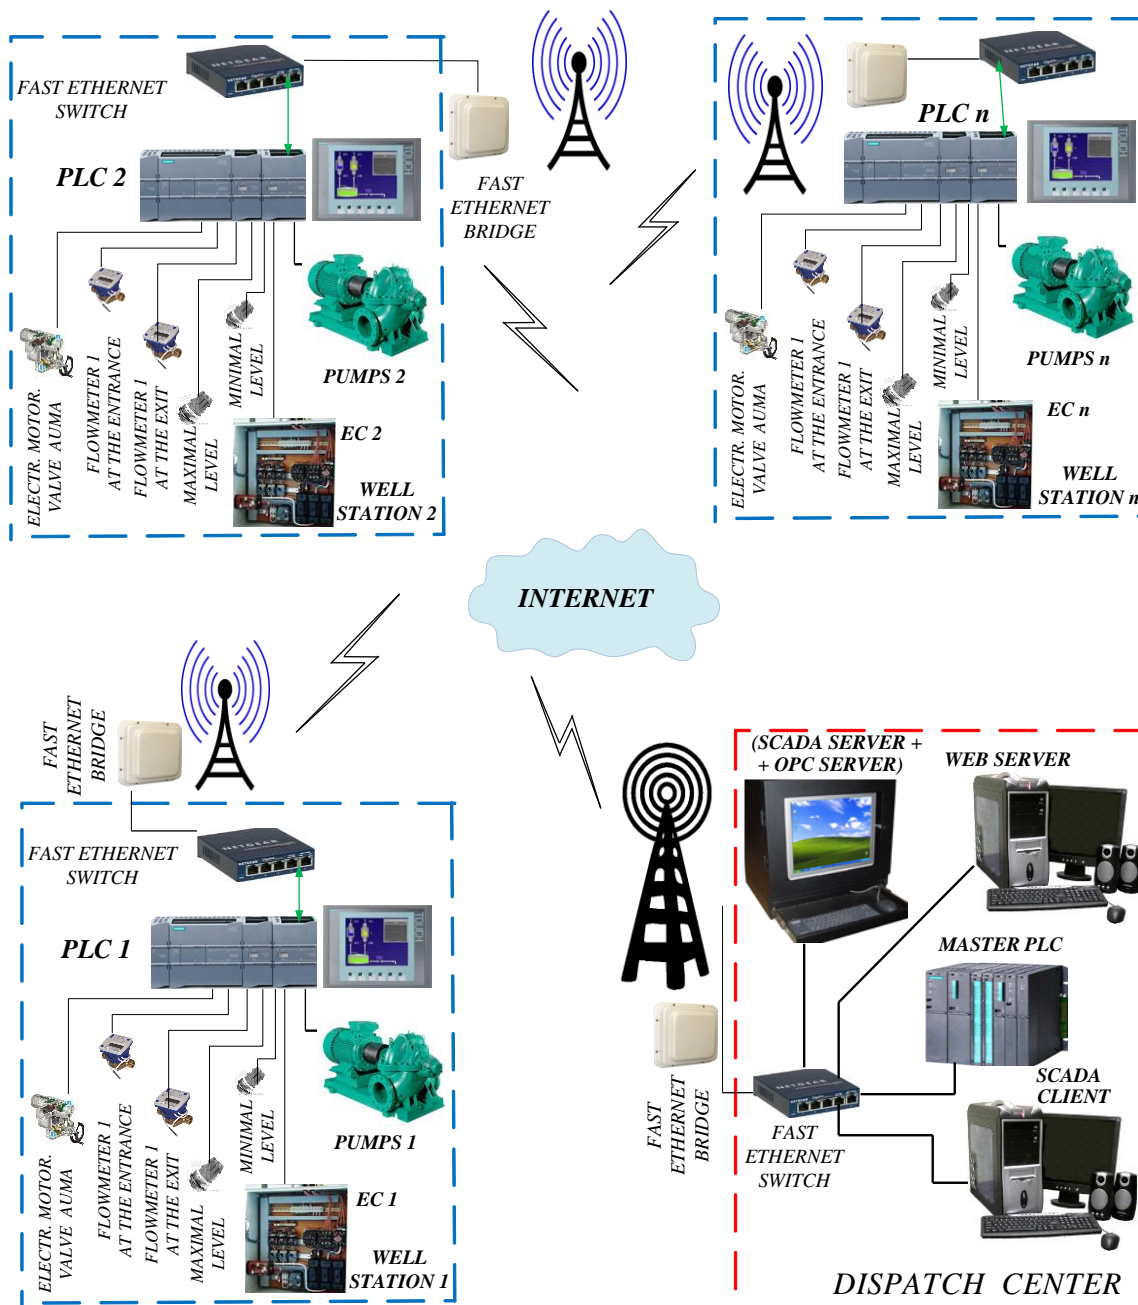 NETGEAR
FAST ETHERNET
SWITCH
PLC 2
FAST
ETHERNET
BRIDGE
ELECTR. MOTOR.
VALVE AUMA
FLOWMETER 1
AT THE ENTRANCE
FLOWMETER 1
AT THE EXIT
MAXIMAL
LEVEL
MINIMAL
LEVEL
PUMPS 2
EC 2
WELL
STATION 2
NETGEAR
PLC n
ELECTR. MOTOR.
VALVE AUMA
FLOWMETER 1
AT THE ENTRANCE
FLOWMETER 1
AT THE EXIT
MAXIMAL
LEVEL
MINIMAL
LEVEL
PUMPS n
EC n
WELL
STATION n
INTERNET
FAST
ETHERNET
BRIDGE
NETGEAR
FAST ETHERNET
SWITCH
PLC 1
ELECTR. MOTOR.
VALVE AUMA
FLOWMETER 1
AT THE ENTRANCE
FLOWMETER 1
AT THE EXIT
MAXIMAL
LEVEL
MINIMAL
LEVEL
PUMPS 1
EC 1
WELL
STATION 1
(SCADA SERVER +
+ OPC SERVER)
WEB SERVER
MASTER PLC
SCADA
CLIENT
FAST
ETHERNET
BRIDGE
NETGEAR
FAST
ETHERNET
SWITCH
DISPATCH CENTER